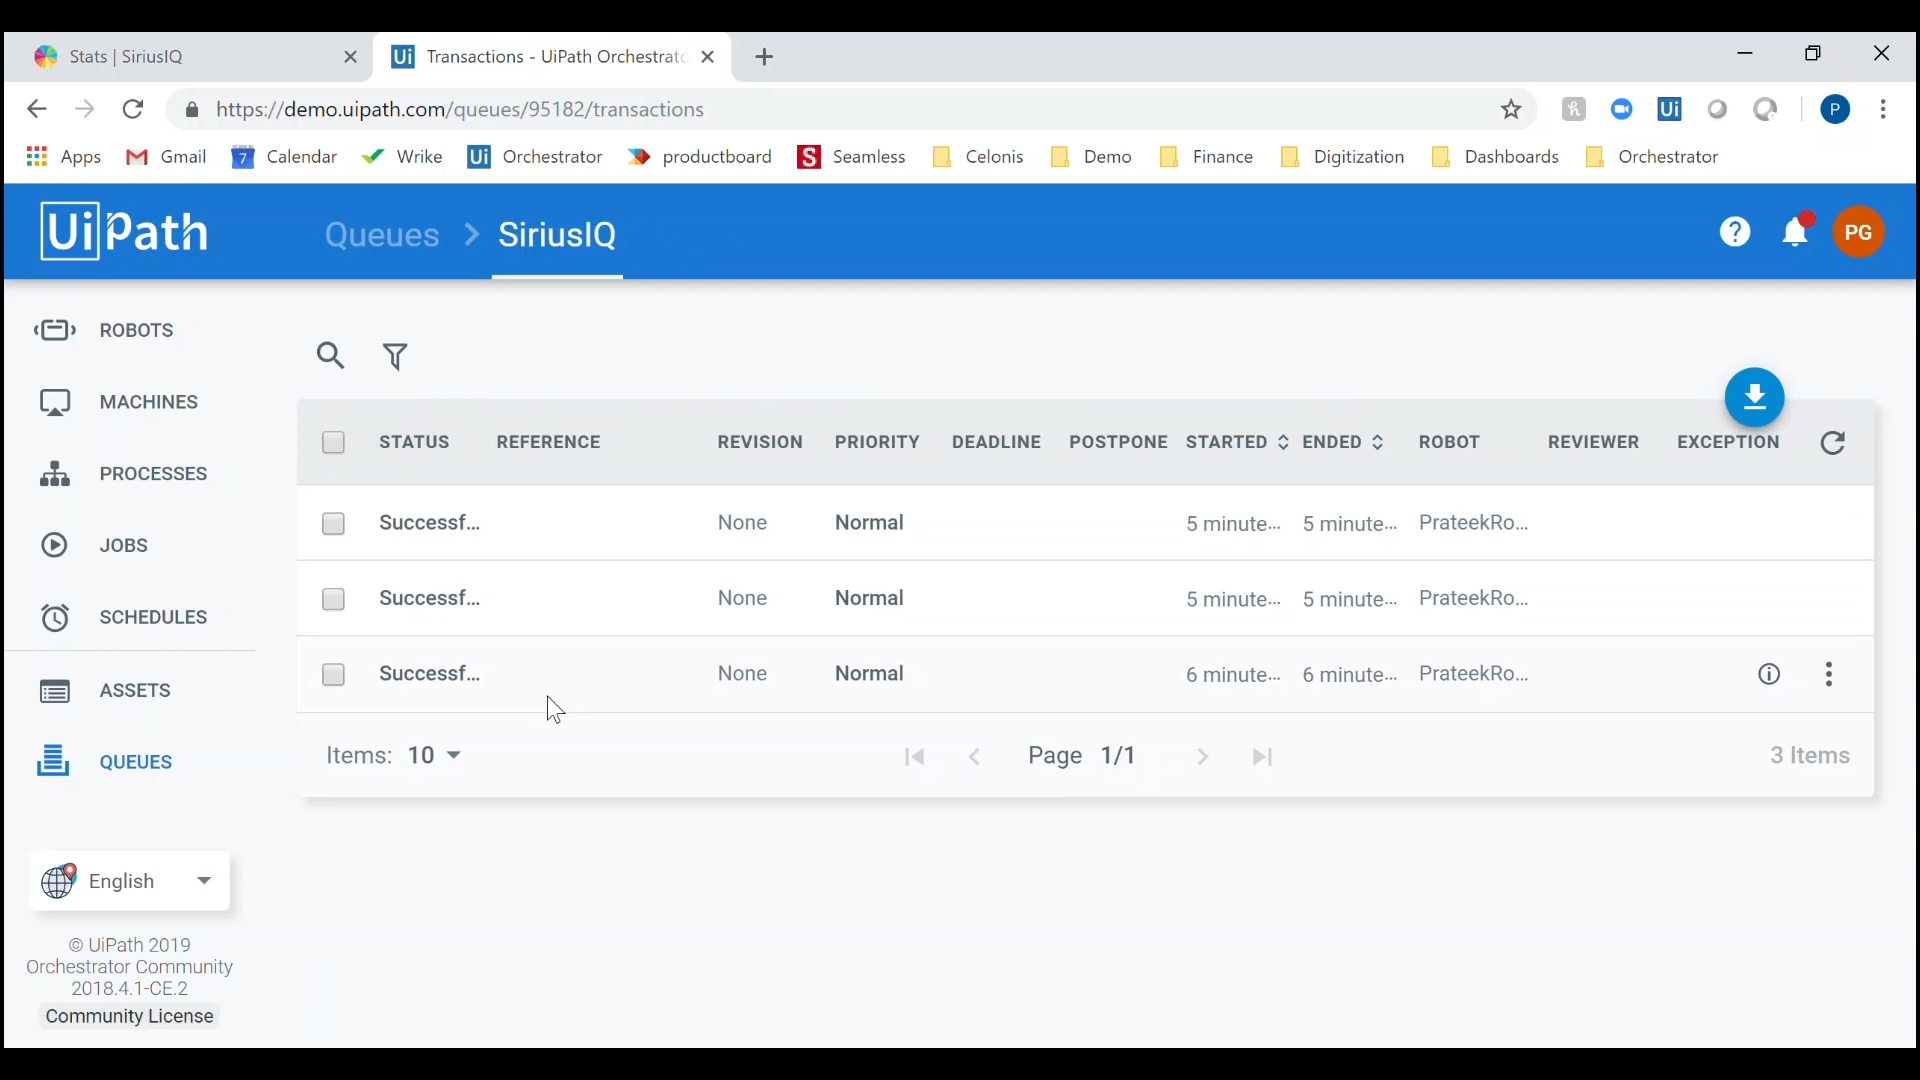 Stats | SiriusIQ
Ui Transactions - UiPath Orchestrato
https://demo.uipath.com/queues/95182/transactions
Ui
P
Apps Gmail 7 Calendar Wrike Ui Orchestrator productboard S Seamless Celonis Demo Finance Digitization Dashboards Orchestrator
UiPath Queues SiriusIQ ? PG
ROBOTS
MACHINES
PROCESSES
JOBS
SCHEDULES
ASSETS
QUEUES
STATUS REFERENCE REVISION PRIORITY DEADLINE POSTPONE STARTED ENDED ROBOT REVIEWER EXCEPTION
Successf... None Normal 5 minute... 5 minute... PrateekRo...
Successf... None Normal 5 minute... 5 minute... PrateekRo...
Successf... None Normal 6 minute... 6 minute... PrateekRo...
Items: 10 Page 1/1 3 Items
English
© UiPath 2019
Orchestrator Community
2018.4.1-CE.2
Community License